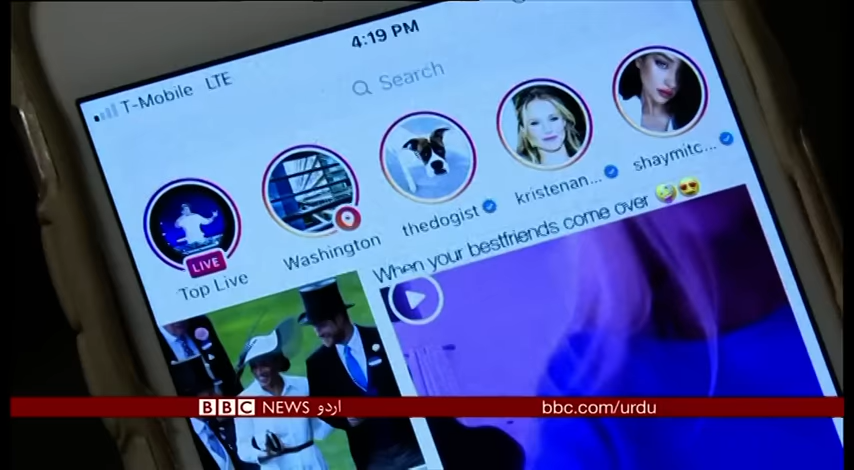 4:19 PM
T-Mobile LTE
Search
LIVE
Top Live
Washington
thedogist
kristenan...
shaymitc...
When your bestfriends come over 🤪😍
BBC NEWS اردو
bbc.com/urdu